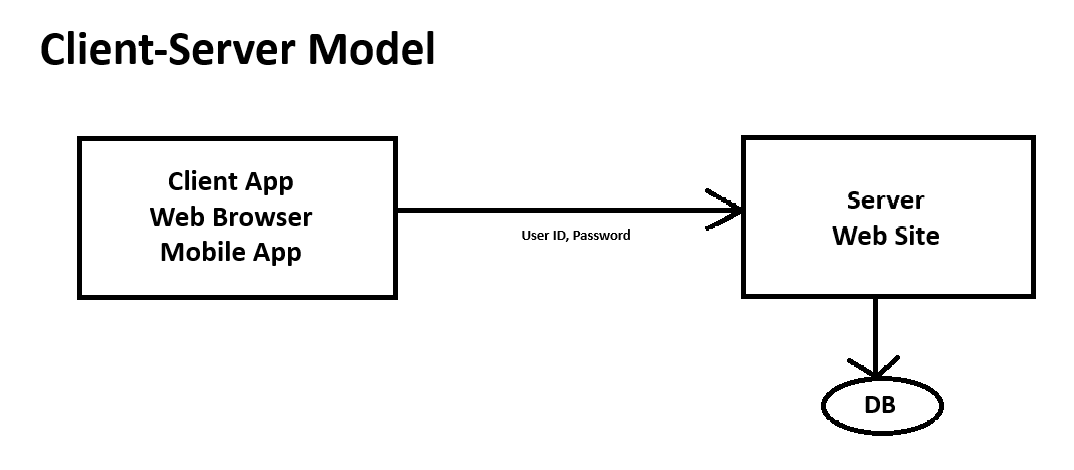 Client-Server Model
Client App
Web Browser
Mobile App
User ID, Password
Server
Web Site
DB